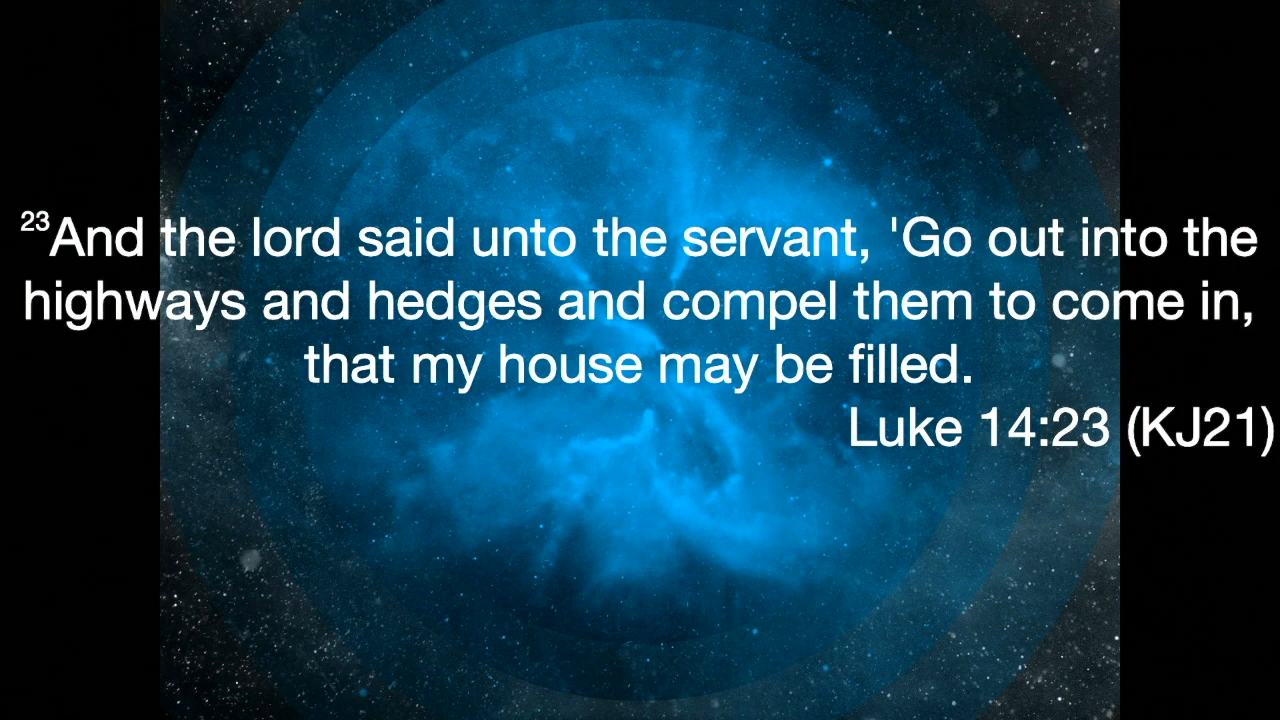 23And the lord said unto the servant, 'Go out into the
highways and hedges and compel them to come in,
that my house may be filled.
Luke 14:23 (KJ21)